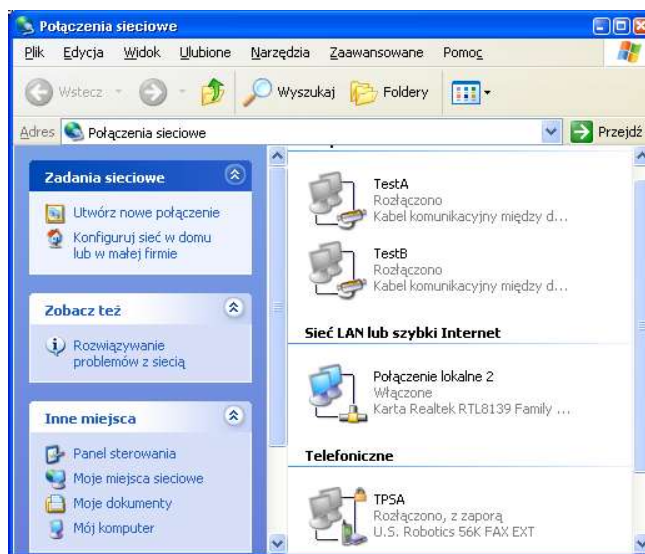 Połączenia sieciowe
Plik Edycja Widok Ulubione Narzędzia Zaawansowane Pomoc
Wstecz Wyszukaj Foldery
Adres Połączenia sieciowe Przejdź
Zadania sieciowe
Utwórz nowe połączenie
Konfiguruj sieć w domu
lub w małej firmie
Zobacz też
Rozwiązywanie
problemów z siecią
Inne miejsca
Panel sterowania
Moje miejsca sieciowe
Moje dokumenty
Mój komputer
TestA
Rozłączono
Kabel komunikacyjny między d...
TestB
Rozłączono
Kabel komunikacyjny między d...
Sieć LAN lub szybki Internet
Połączenie lokalne 2
Włączone
Karta Realtek RTL8139 Family ...
Telefoniczne
TPSA
Rozłączono, z zaporą
U.S. Robotics 56K FAX EXT